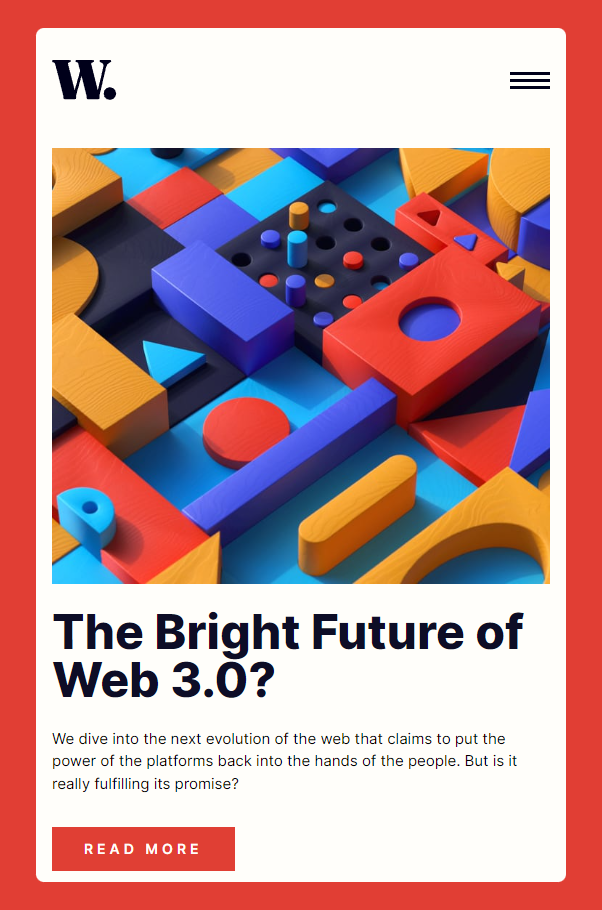 W.
The Bright Future of
Web 3.0?
We dive into the next evolution of the web that claims to put the
power of the platforms back into the hands of the people. But is it
really fulfilling its promise?
READ MORE